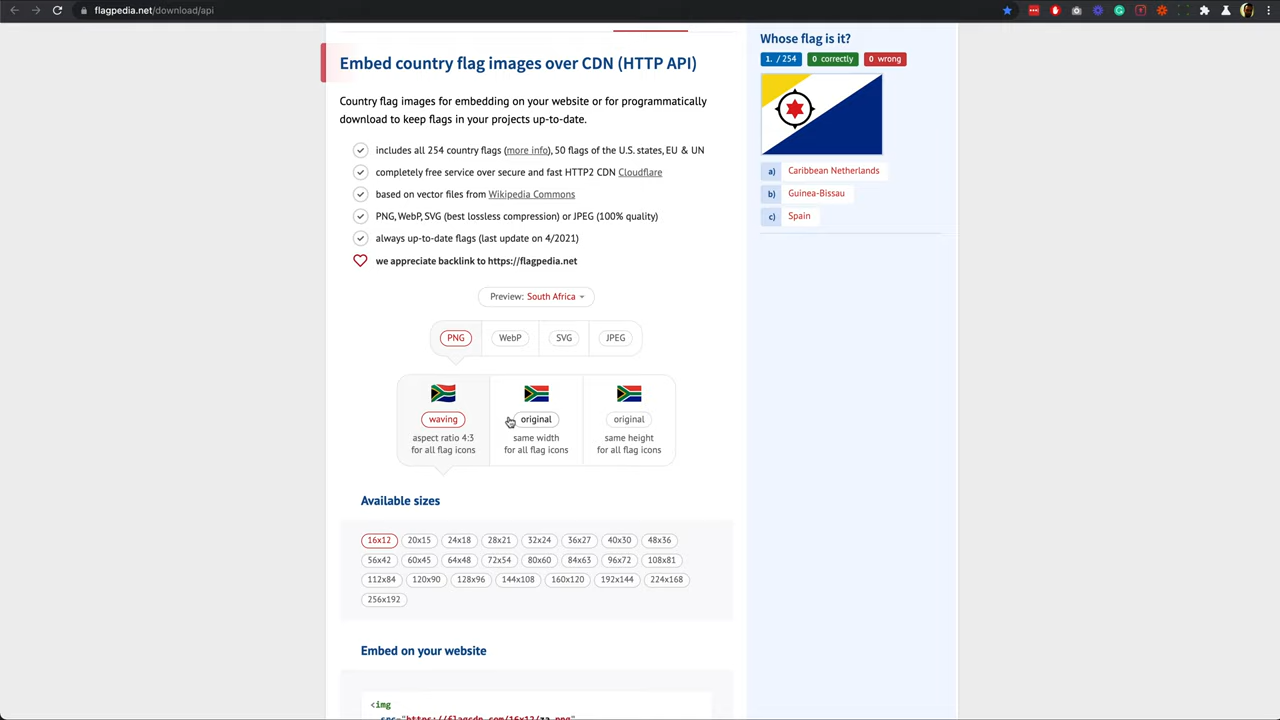 flagpedia.net/download/api
Embed country flag images over CDN (HTTP API)
Country flag images for embedding on your website or for programmatically
download to keep flags in your projects up-to-date.
includes all 254 country flags (more info), 50 flags of the U.S. states, EU & UN
completely free service over secure and fast HTTP2 CDN Cloudflare
based on vector files from Wikipedia Commons
PNG, WebP, SVG (best lossless compression) or JPEG (100% quality)
always up-to-date flags (last update on 4/2021)
we appreciate backlink to https://flagpedia.net
Preview: South Africa
PNG WebP SVG JPEG
waving original original
aspect ratio 4:3 same width same height
for all flag icons for all flag icons for all flag icons
Available sizes
16x12 20x15 24x18 28x21 32x24 36x27 40x30 48x36
56x42 60x45 64x48 72x54 80x60 84x63 96x72 108x81
112x84 120x90 128x96 144x108 160x120 192x144 224x168
256x192
Embed on your website
<img
src="https://flagcdn.com/16x12/za.png"
Whose flag is it?
1. / 254 0 correctly 0 wrong
a) Caribbean Netherlands
b) Guinea-Bissau
c) Spain